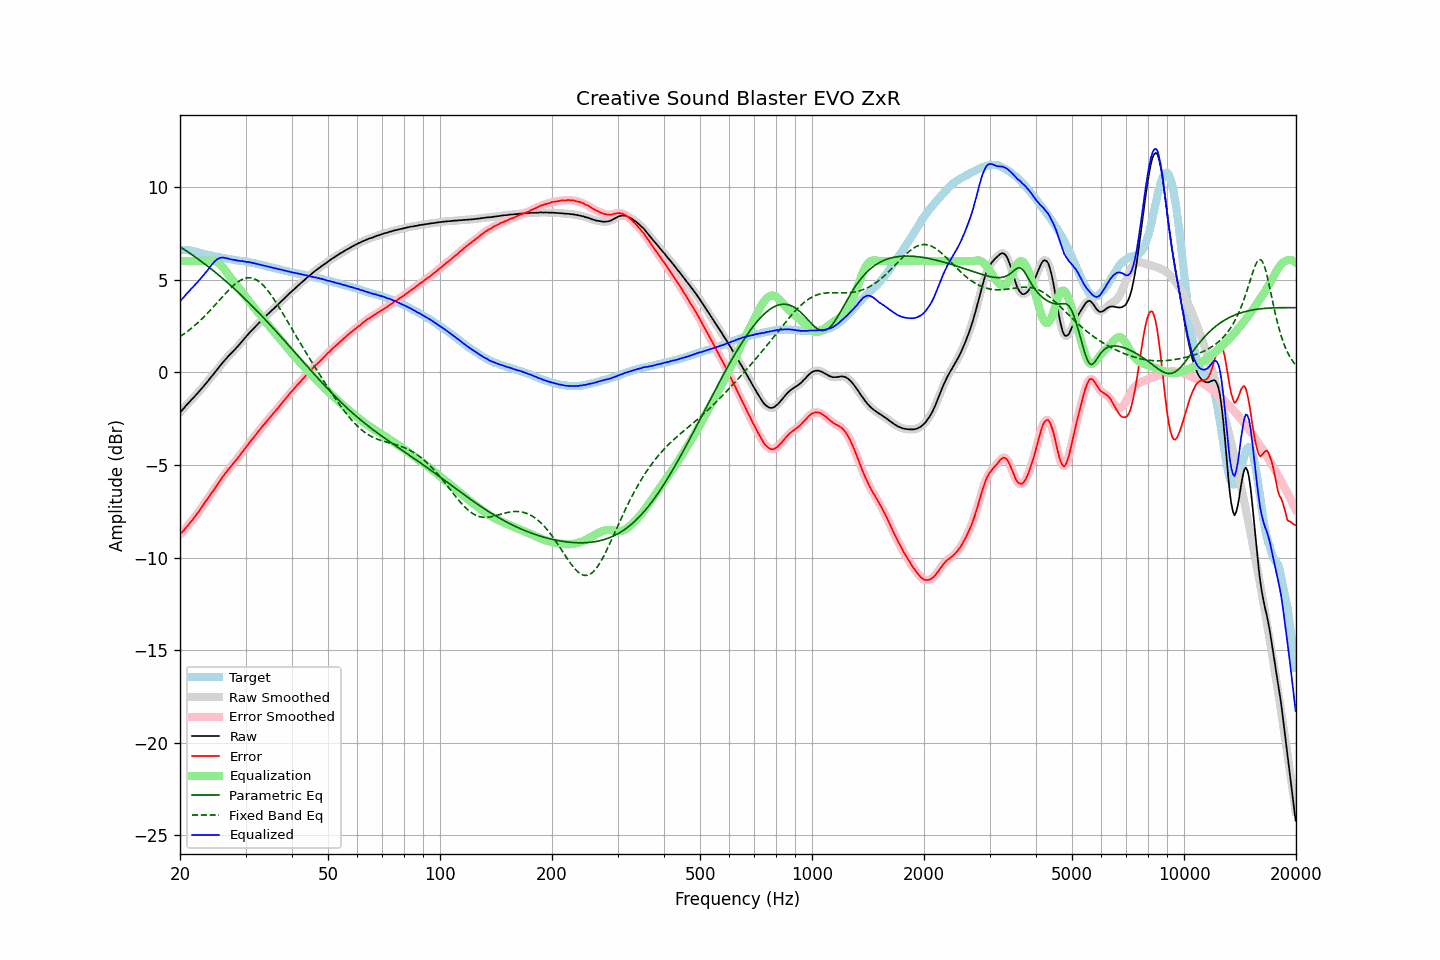 Creative Sound Blaster EVO ZxR
Amplitude (dBr)
10
5
0
−5
−10
−15
−20
−25
Target
Raw Smoothed
Error Smoothed
Raw
Error
Equalization
Parametric Eq
Fixed Band Eq
Equalized
20 50 100 200 500 1000 2000 5000 10000 20000
Frequency (Hz)